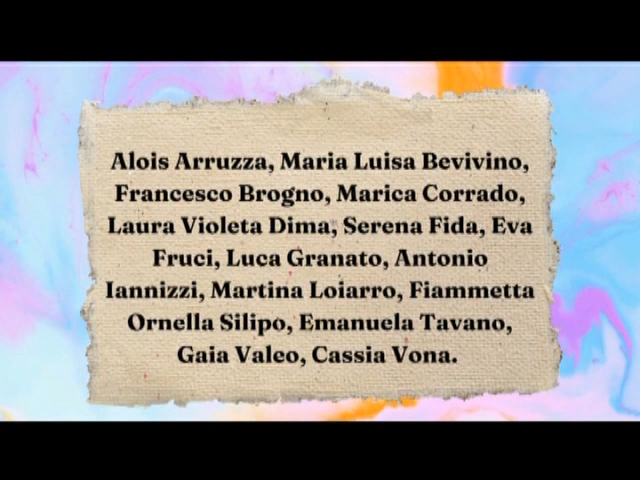 Alois Arruzza, Maria Luisa Bevivino,
Francesco Brogno, Marica Corrado,
Laura Violeta Dima, Serena Fida, Eva
Fruci, Luca Granato, Antonio
Iannizzi, Martina Loiarro, Fiammetta
Ornella Silipo, Emanuela Tavano,
Gaia Valeo, Cassia Vona.